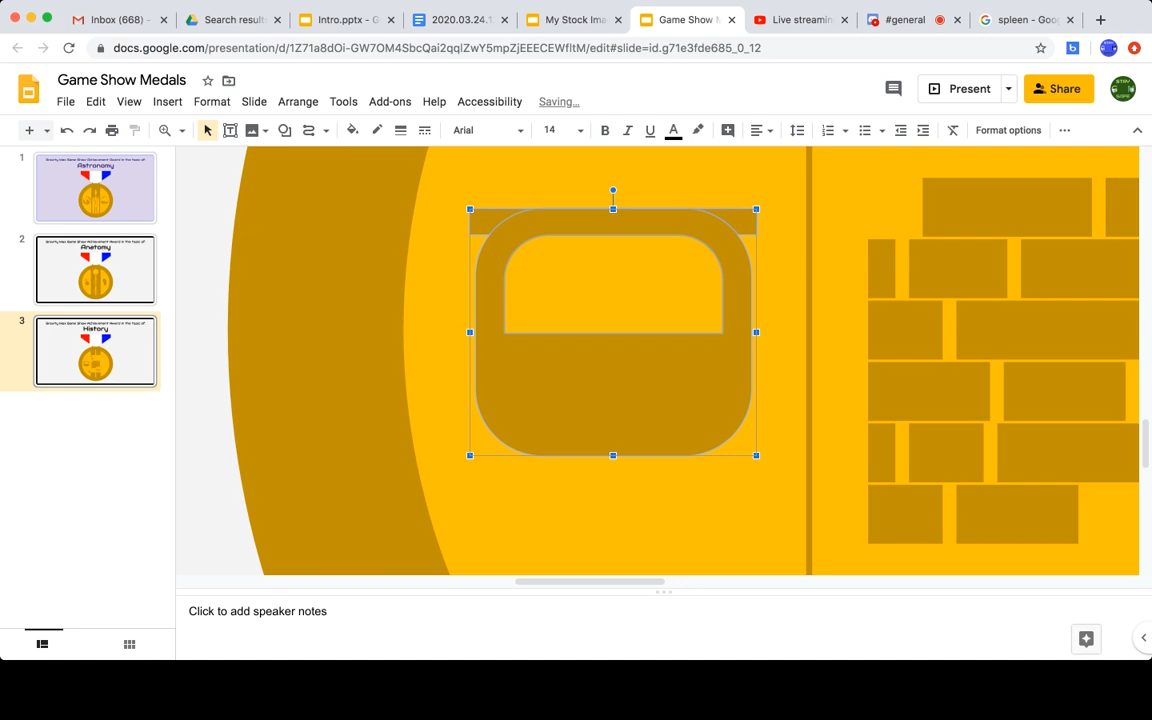 Inbox (668) -
Search result
Intro.pptx - G
2020.03.24.1
My Stock Ima
Game Show M
Live streamin
#general
spleen - Goo
docs.google.com/presentation/d/1Z71a8dOi-GW7OM4SbcQai2qqlZwY5mpZjEEECEWfltM/edit#slide=id.g71e3fde685_0_12
Game Show Medals
File Edit View Insert Format Slide Arrange Tools Add-ons Help Accessibility Saving...
Present
Share
Arial
14
B I U A
Format options
1
Astronomy
2
Anatomy
3
History
Click to add speaker notes